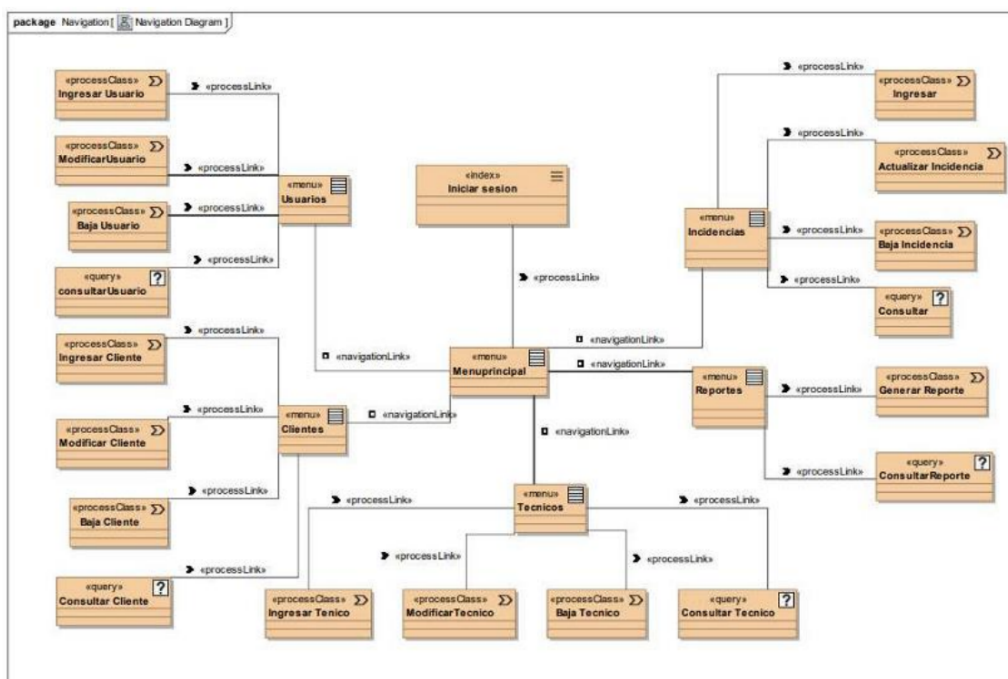 package Navigation [ Navigation Diagram ]
«processClass»
Ingresar Usuario
«processLink»
«processClass»
ModificarUsuario
«processLink»
«processClass»
Baja Usuario
«processLink»
«query»
consultarUsuario
«processLink»
«menu»
Usuarios
«index»
Iniciar sesion
«processLink»
«processLink»
«processClass»
Ingresar
«processLink»
«processClass»
Actualizar Incidencia
«menu»
Incidencias
«processLink»
«processClass»
Baja Incidencia
«processLink»
«query»
Consultar
«processClass»
Ingresar Cliente
«processLink»
«navigationLink»
«menu»
Menuprincipal
«navigationLink»
«navigationLink»
«menu»
Reportes
«processLink»
«processClass»
Generar Reporte
«processLink»
«query»
ConsultarReporte
«processClass»
Modificar Cliente
«processLink»
«menu»
Clientes
«navigationLink»
«navigationLink»
«processClass»
Baja Cliente
«processLink»
«query»
Consultar Cliente
«processLink»
«menu»
Tecnicos
«processLink»
«processLink»
«processLink»
«processLink»
«processClass»
Ingresar Tenico
«processClass»
ModificarTecnico
«processClass»
Baja Tecnico
«query»
Consultar Tecnico